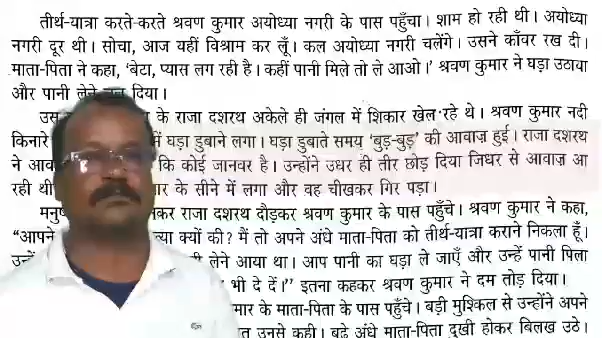 तीर्थ-यात्रा करते-करते श्रवण कुमार अयोध्या नगरी के पास पहुँचा। शाम हो रही थी। अयोध्या
नगरी दूर थी। सोचा, आज यहीं विश्राम कर लूँ। कल अयोध्या नगरी चलेंगे। उसने काँवर रख दी।
माता-पिता ने कहा, 'बेटा, प्यास लग रही है। कहीं पानी मिले तो ले आओ।' श्रवण कुमार ने घड़ा उठाया
और पानी लेने चल दिया।
के राजा दशरथ अकेले ही जंगल में शिकार खेल रहे थे। श्रवण कुमार नदी
किनारे में घड़ा डुबाने लगा। घड़ा डुबाते समय 'बुड़-बुड़' की आवाज़ हुई। राजा दशरथ
ने कि कोई जानवर है। उन्होंने उधर ही तीर छोड़ दिया जिधर से आवाज़ आ
रही के सीने में लगा और वह चीखकर गिर पड़ा।
राजा दशरथ दौड़कर श्रवण कुमार के पास पहुँचे। श्रवण कुमार ने कहा,
"आपने क्यों की? मैं तो अपने अंधे माता-पिता को तीर्थ-यात्रा कराने निकला हूँ।
लेने आया था। आप पानी का घड़ा ले जाएँ और उन्हें पानी पिला
भी दे दें।" इतना कहकर श्रवण कुमार ने दम तोड़ दिया।
के माता-पिता के पास पहुँचे। बड़ी मुश्किल से उन्होंने अपने
उनसे कही। बूढ़े अंधे माता-पिता दुखी होकर बिलख उठे।